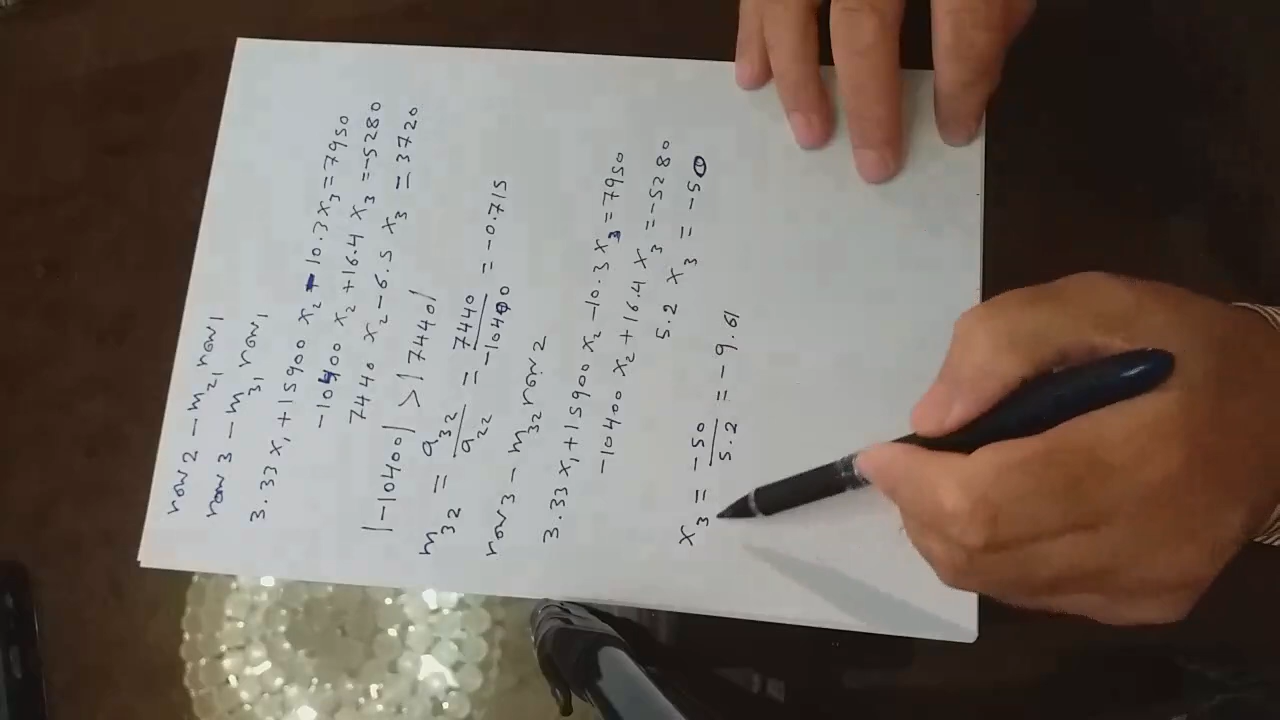 row 2 - m21 row 1
row 3 - m31 row 1
3.33 x1 + 15900 x2 - 10.3 x3 = 7950
-10400 x2 + 16.4 x3 = -5280
7440 x2 - 6.5 x3 = 3720
|-10400| > |7440|
m32 = a32/a22 = 7440/-10400 = -0.715
row 3 - m32 row 2
3.33 x1 + 15900 x2 - 10.3 x3 = 7950
-10400 x2 + 16.4 x3 = -5280
5.2 x3 = -50
x3 = -50/5.2 = -9.61